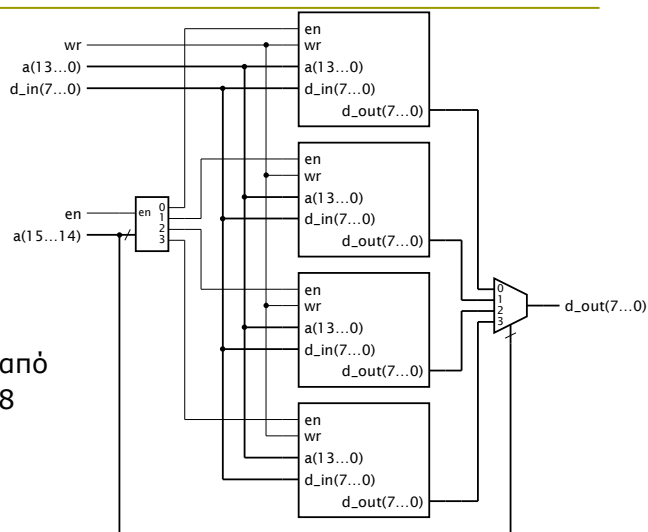 en
wr
wr
a(13…0)
a(13…0)
d_in(7…0)
d_in(7…0)
d_out(7…0)
en
wr
a(13…0)
d_in(7…0)
d_out(7…0)
en
en
0
1
2
3
a(15…14)
en
wr
a(13…0)
d_in(7…0)
d_out(7…0)
0
1
2
3
d_out(7…0)
από
8
en
wr
a(13…0)
d_in(7…0)
d_out(7…0)